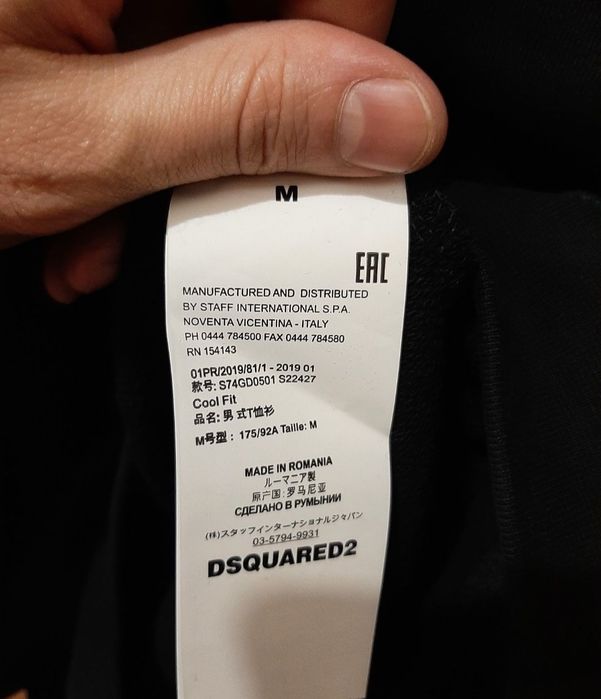 M
EAC
MANUFACTURED AND DISTRIBUTED
BY STAFF INTERNATIONAL S.P.A.
NOVENTA VICENTINA - ITALY
PH 0444 784500 FAX 0444 784580
RN 154143
01PR/2019/81/1 - 2019 01
款号: S74GD0501 S22427
Cool Fit
品名: 男 式T恤衫
M号型 : 175/92A Taille: M
MADE IN ROMANIA
ルーマニア製
原产国: 罗马尼亚
СДЕЛАНО В РУМЫНИИ
(株)スタッフインターナショナルジャパン
03-5794-9931
DSQUARED2